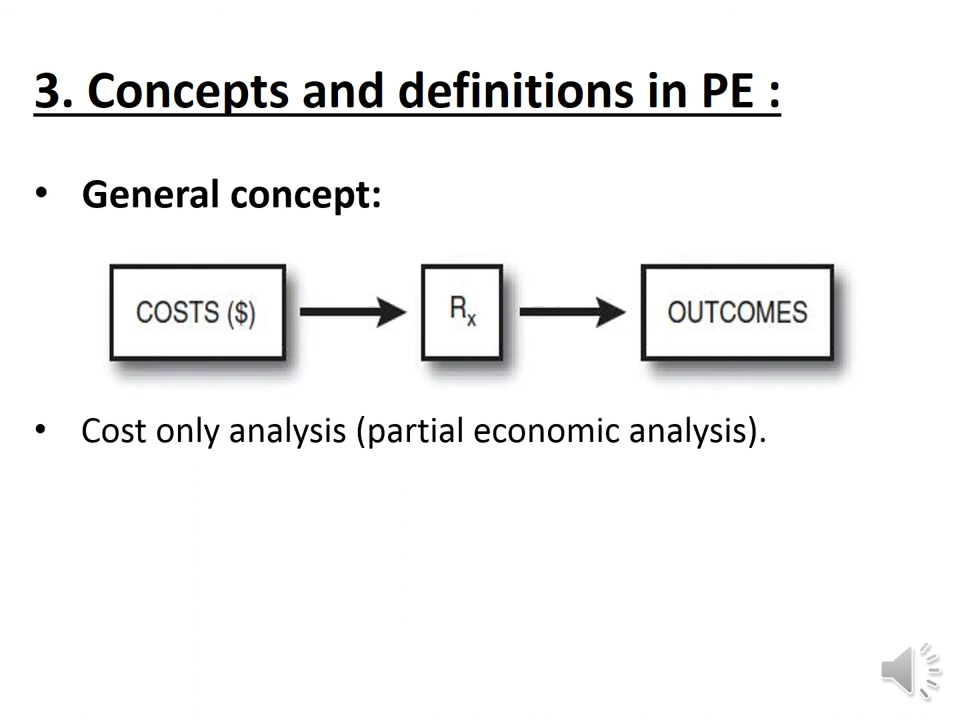 3. Concepts and definitions in PE :
• General concept:
COSTS ($) Rx OUTCOMES
• Cost only analysis (partial economic analysis).